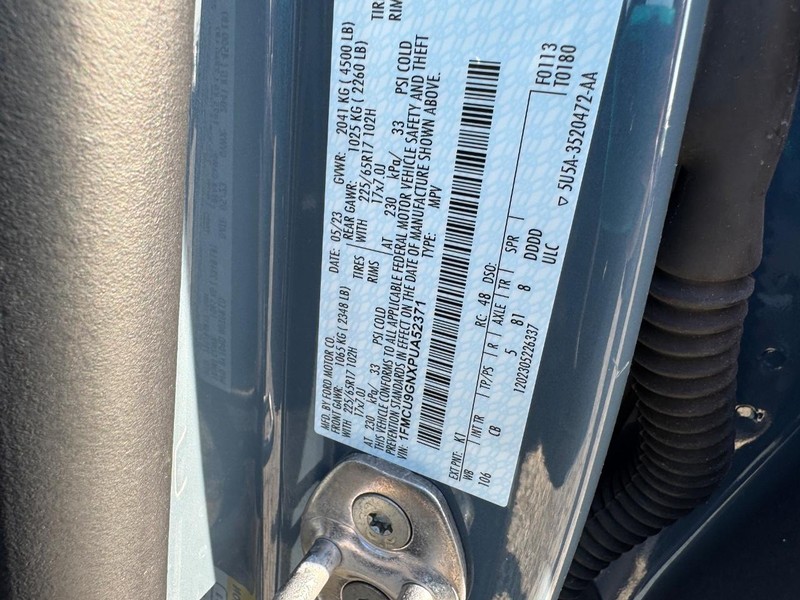 MFD. BY FORD MOTOR CO.
DATE: 05/23 GVWR: 2041 KG ( 4500 LB)
FRONT GAWR: 1065 KG ( 2348 LB) REAR GAWR: 1025 KG ( 2260 LB)
WITH 225/65R17 102H TIRES WITH 225/65R17 102H TIR
17x7.0J RIMS 17x7.0J RIM
AT 230 kPa/ 33 PSI COLD AT 230 kPa/ 33 PSI COLD
THIS VEHICLE CONFORMS TO ALL APPLICABLE FEDERAL MOTOR VEHICLE SAFETY AND THEFT
PREVENTION STANDARDS IN EFFECT ON THE DATE OF MANUFACTURE SHOWN ABOVE.
VIN: 1FMCU9GNXPUA52371 TYPE: MPV
EXT PNT: K1 RC: 48 DSO: F0113
WB INT TR TP/PS R AXLE TR SPR T0180
106 CB 5 81 8 DDDD
1202305226337 ULC 5U5A-3520472-AA